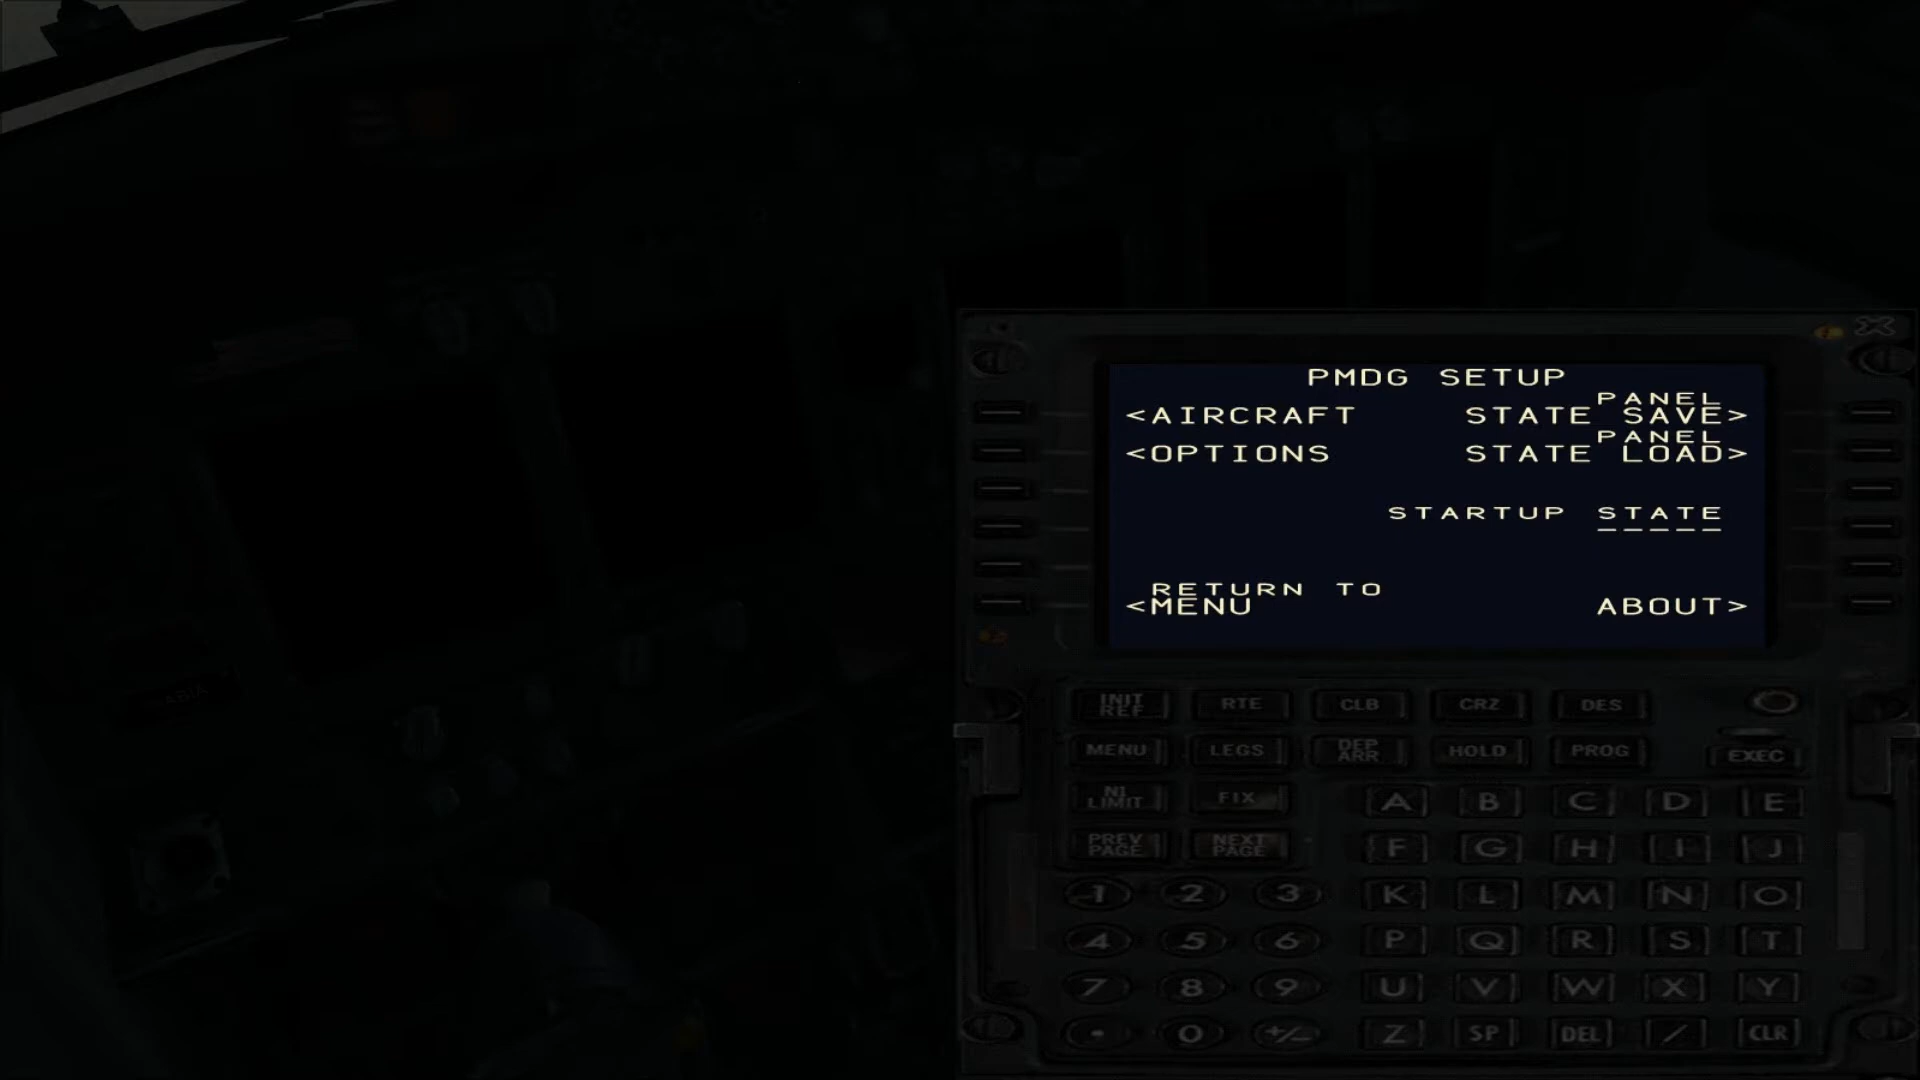 PMDG SETUP
PANEL
<AIRCRAFT STATE SAVE>
PANEL
<OPTIONS STATE LOAD>
STARTUP STATE
-----
RETURN TO
<MENU ABOUT>
INIT REF RTE CLB CRZ DES
MENU LEGS DEP ARR HOLD PROG EXEC
N1 LIMIT FIX A B C D E
PREV PAGE NEXT PAGE F G H I J
1 2 3 K L M N O
4 5 6 P Q R S T
7 8 9 U V W X Y
. 0 +/- Z SP DEL / CLR